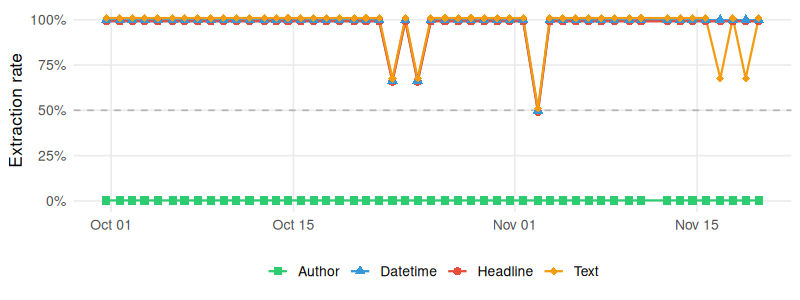 Extraction rate
100%
75%
50%
25%
0%
Oct 01 Oct 15 Nov 01 Nov 15
Author Datetime Headline Text